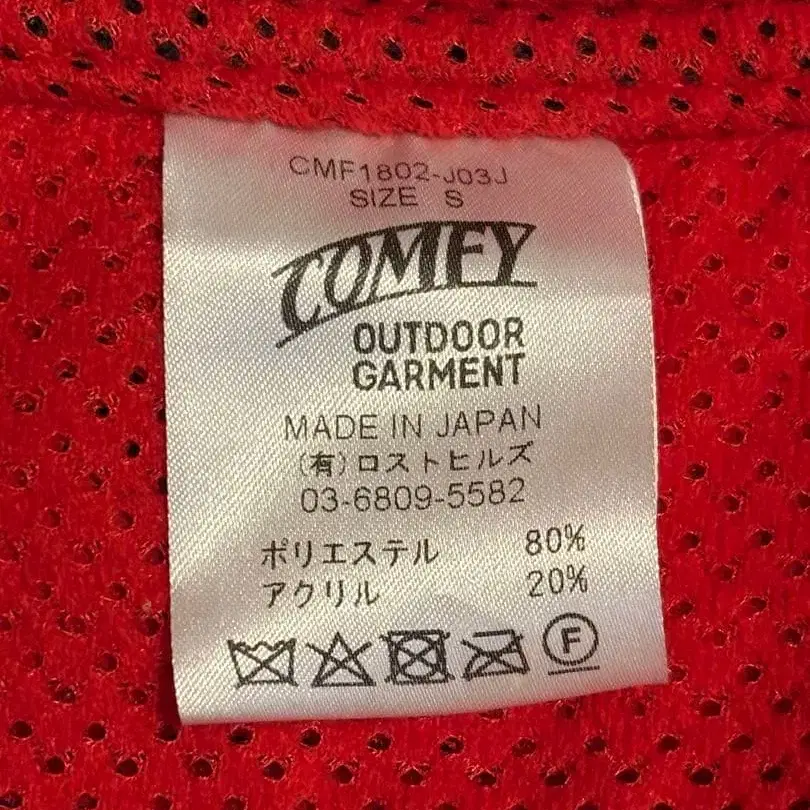 CMF1802-J03J
SIZE S
COMFY
OUTDOOR
GARMENT
MADE IN JAPAN
(有)ロストヒルズ
03-6809-5582
ポリエステル 80%
アクリル 20%
F